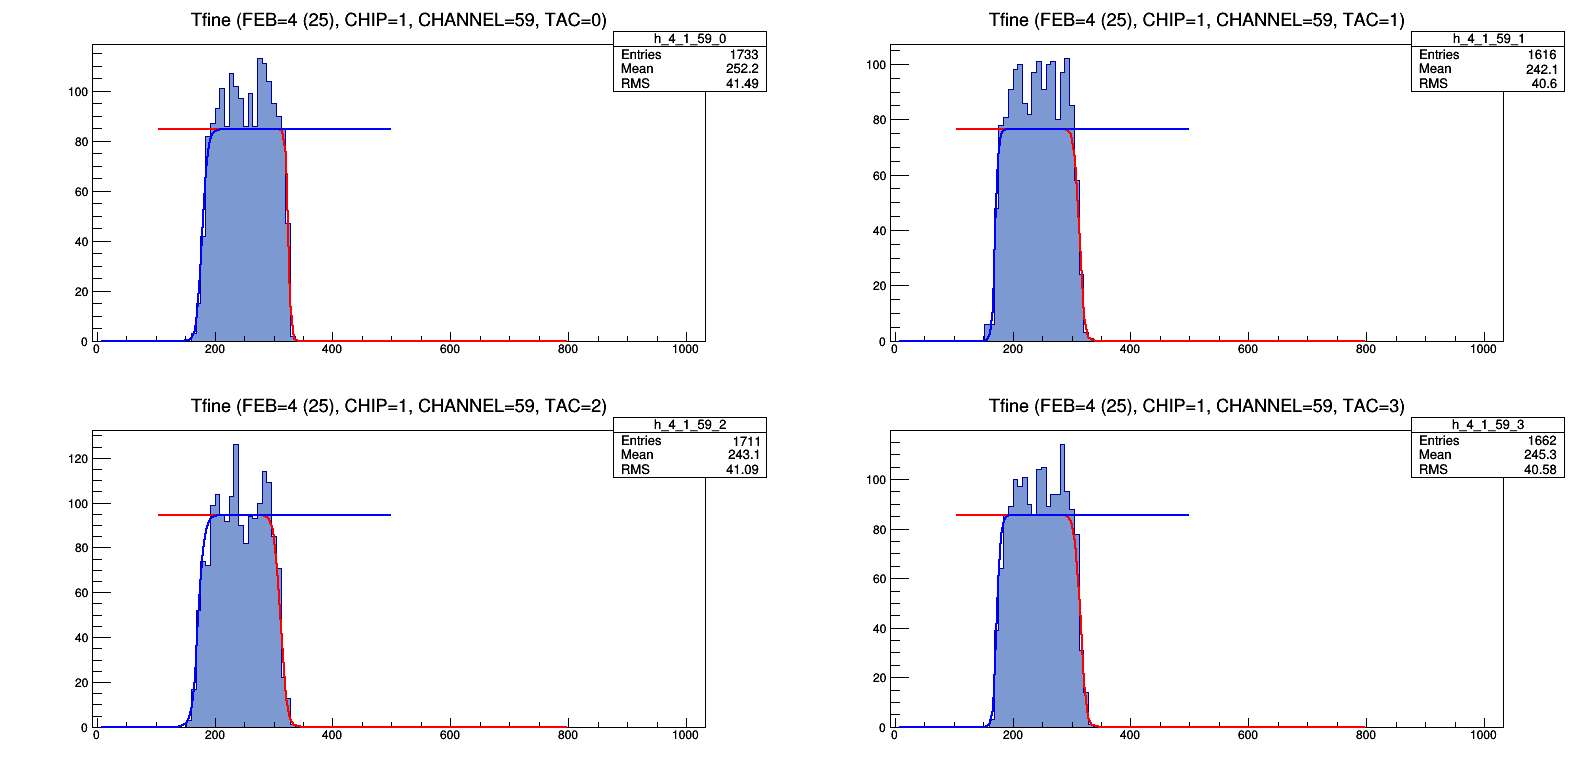 Tfine (FEB=4 (25), CHIP=1, CHANNEL=59, TAC=0)
h_4_1_59_0
Entries 1733
Mean 252.2
RMS 41.49
100
80
60
40
20
0
0 200 400 600 800 1000
Tfine (FEB=4 (25), CHIP=1, CHANNEL=59, TAC=1)
h_4_1_59_1
Entries 1616
Mean 242.1
RMS 40.6
100
80
60
40
20
0
0 200 400 600 800 1000
Tfine (FEB=4 (25), CHIP=1, CHANNEL=59, TAC=2)
h_4_1_59_2
Entries 1711
Mean 243.1
RMS 41.09
120
100
80
60
40
20
0
0 200 400 600 800 1000
Tfine (FEB=4 (25), CHIP=1, CHANNEL=59, TAC=3)
h_4_1_59_3
Entries 1662
Mean 245.3
RMS 40.58
100
80
60
40
20
0
0 200 400 600 800 1000